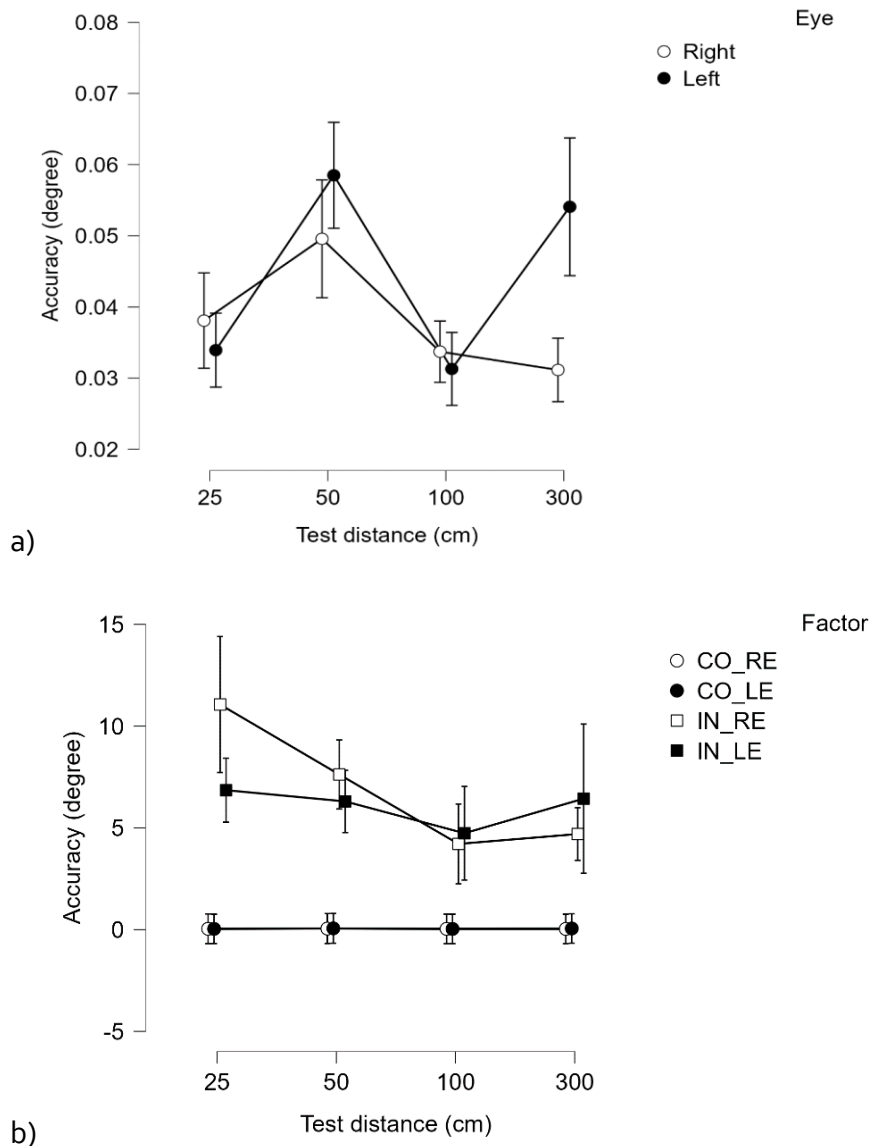 Eye
Right
Left
0.08
0.07
0.06
0.05
0.04
0.03
0.02
Accuracy (degree)
25 50 100 300
Test distance (cm)
a)
Factor
CO_RE
CO_LE
IN_RE
IN_LE
15
10
5
0
-5
Accuracy (degree)
25 50 100 300
Test distance (cm)
b)